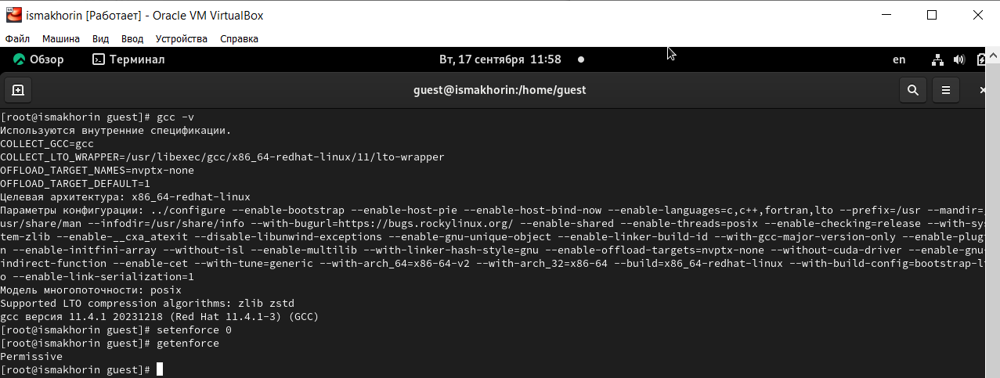 ismakhorin [Работает] - Oracle VM VirtualBox
Файл Машина Вид Ввод Устройства Справка
Обзор Терминал Вт, 17 сентября 11:58 en
guest@ismakhorin:/home/guest
[root@ismakhorin guest]# gcc -v
Используются внутренние спецификации.
COLLECT_GCC=gcc
COLLECT_LTO_WRAPPER=/usr/libexec/gcc/x86_64-redhat-linux/11/lto-wrapper
OFFLOAD_TARGET_NAMES=nvptx-none
OFFLOAD_TARGET_DEFAULT=1
Целевая архитектура: x86_64-redhat-linux
Параметры конфигурации: ../configure --enable-bootstrap --enable-host-pie --enable-host-bind-now --enable-languages=c,c++,fortran,lto --prefix=/usr --mandir=/
usr/share/man --infodir=/usr/share/info --with-bugurl=https://bugs.rockylinux.org/ --enable-shared --enable-threads=posix --enable-checking=release --with-sys
tem-zlib --enable-__cxa_atexit --disable-libunwind-exceptions --enable-gnu-unique-object --enable-linker-build-id --with-gcc-major-version-only --enable-plugi
n --enable-initfini-array --without-isl --enable-multilib --with-linker-hash-style=gnu --enable-offload-targets=nvptx-none --without-cuda-driver --enable-gnu-
indirect-function --enable-cet --with-tune=generic --with-arch_64=x86-64-v2 --with-arch_32=x86-64 --build=x86_64-redhat-linux --with-build-config=bootstrap-lt
o --enable-link-serialization=1
Модель многопоточности: posix
Supported LTO compression algorithms: zlib zstd
gcc версия 11.4.1 20231218 (Red Hat 11.4.1-3) (GCC)
[root@ismakhorin guest]# setenforce 0
[root@ismakhorin guest]# getenforce
Permissive
[root@ismakhorin guest]#